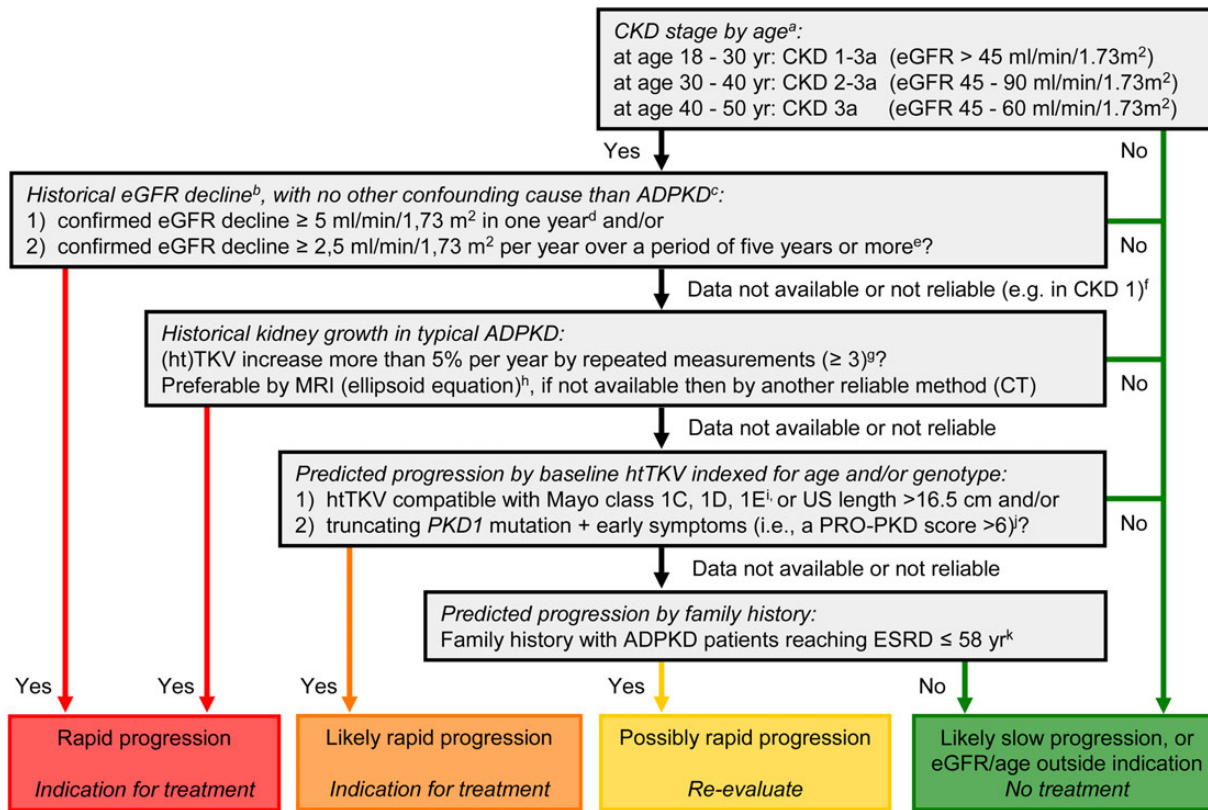 CKD stage by ageᵃ:
at age 18 - 30 yr: CKD 1-3a (eGFR > 45 ml/min/1.73m²)
at age 30 - 40 yr: CKD 2-3a (eGFR 45 - 90 ml/min/1.73m²)
at age 40 - 50 yr: CKD 3a (eGFR 45 - 60 ml/min/1.73m²)
Yes
No
Historical eGFR declineᵇ, with no other confounding cause than ADPKDᶜ:
1) confirmed eGFR decline ≥ 5 ml/min/1,73 m² in one yearᵈ and/or
2) confirmed eGFR decline ≥ 2,5 ml/min/1,73 m² per year over a period of five years or moreᵉ?
No
Data not available or not reliable (e.g. in CKD 1)ᶠ
Historical kidney growth in typical ADPKD:
(ht)TKV increase more than 5% per year by repeated measurements (≥ 3)ᵍ?
Preferable by MRI (ellipsoid equation)ʰ, if not available then by another reliable method (CT)
No
Data not available or not reliable
Predicted progression by baseline htTKV indexed for age and/or genotype:
1) htTKV compatible with Mayo class 1C, 1D, 1Eⁱ, or US length >16.5 cm and/or
2) truncating PKD1 mutation + early symptoms (i.e., a PRO-PKD score >6)ʲ?
No
Data not available or not reliable
Predicted progression by family history:
Family history with ADPKD patients reaching ESRD ≤ 58 yrᵏ
Yes
Yes
Yes
Yes
No
Rapid progression
Indication for treatment
Likely rapid progression
Indication for treatment
Possibly rapid progression
Re-evaluate
Likely slow progression, or
eGFR/age outside indication
No treatment